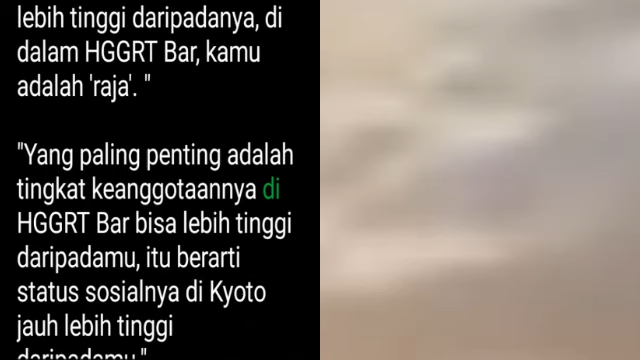 lebih tinggi daripadanya, di
dalam HGGRT Bar, kamu
adalah 'raja'. "
"Yang paling penting adalah
tingkat keanggotaannya di
HGGRT Bar bisa lebih tinggi
daripadamu, itu berarti
status sosialnya di Kyoto
jauh lebih tinggi
daripadamu."